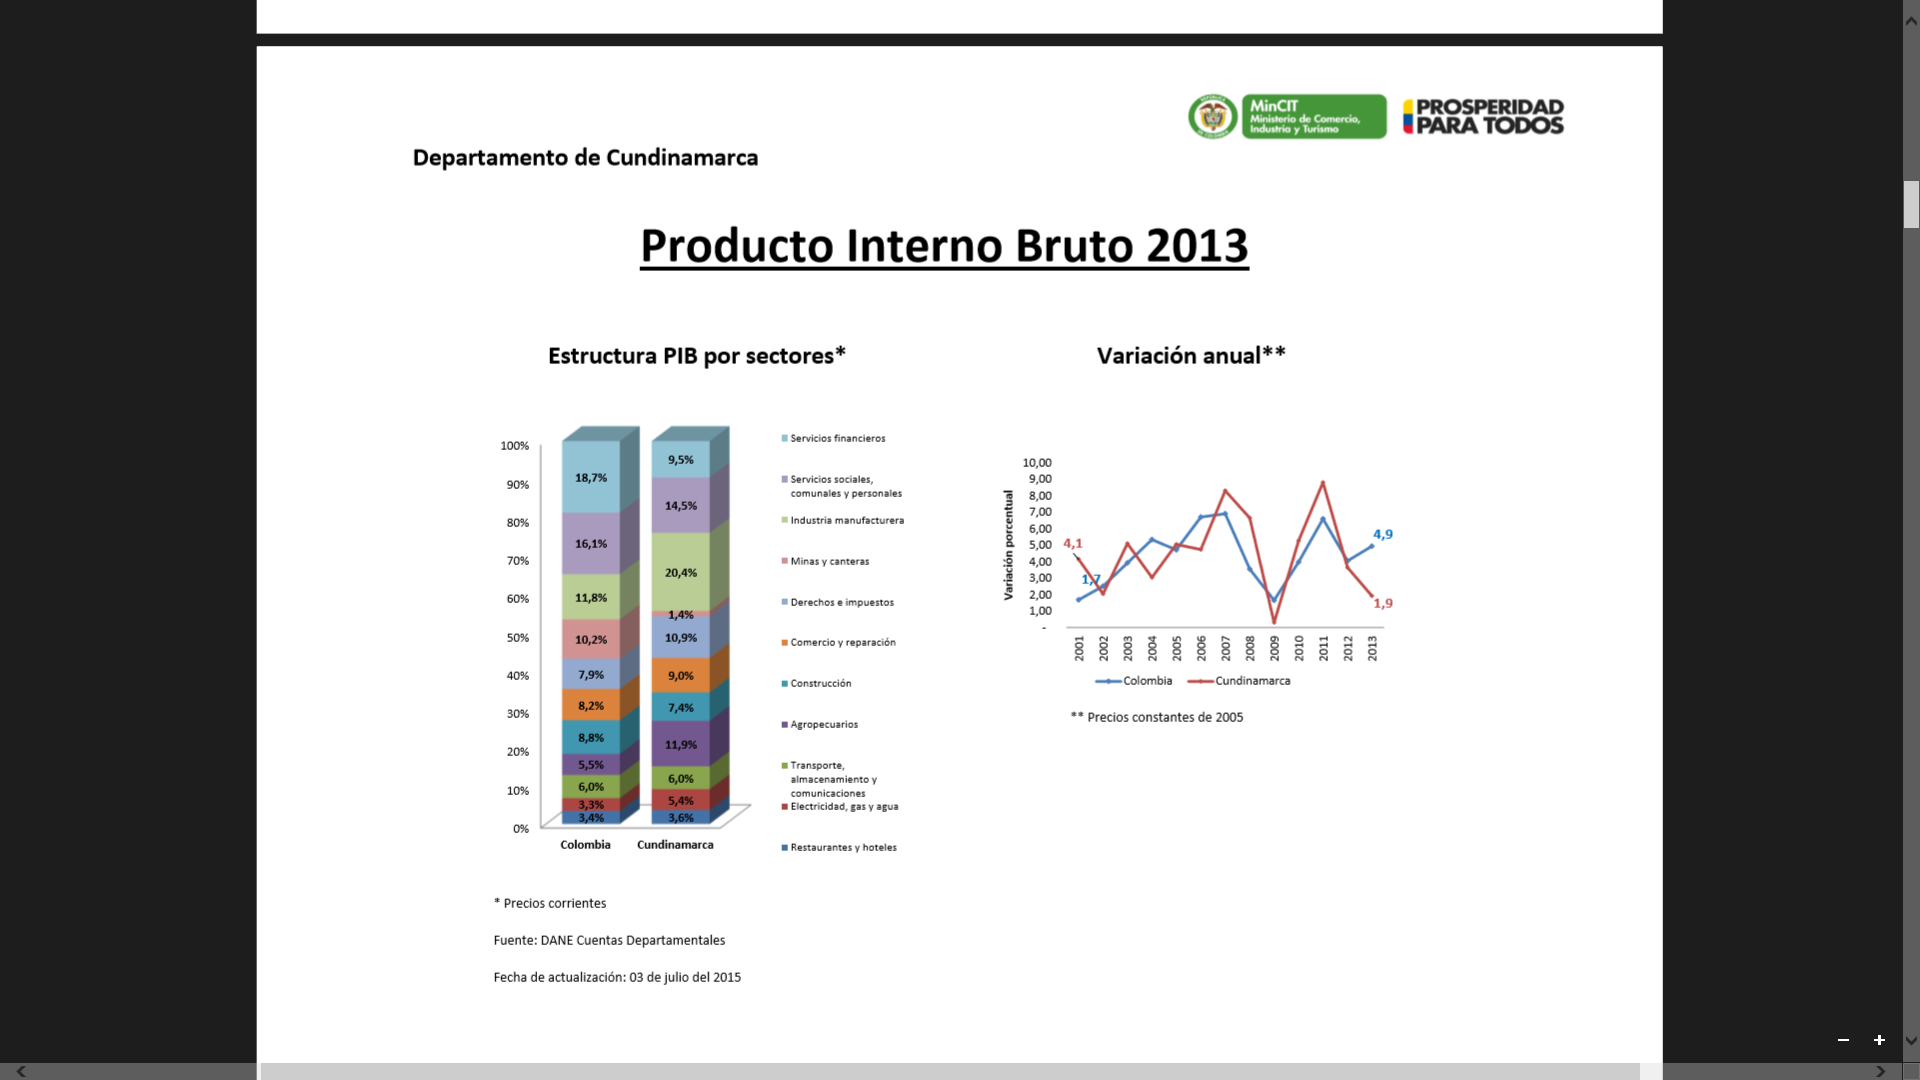 MinCIT
Ministerio de Comercio,
Industria y Turismo
PROSPERIDAD
PARA TODOS
Departamento de Cundinamarca
Producto Interno Bruto 2013
Estructura PIB por sectores*
100%
90%
80%
70%
60%
50%
40%
30%
20%
10%
0%
18,7%
16,1%
11,8%
10,2%
7,9%
8,2%
8,8%
5,5%
6,0%
3,3%
3,4%
9,5%
14,5%
20,4%
1,4%
10,9%
9,0%
7,4%
11,9%
6,0%
5,4%
3,6%
Colombia
Cundinamarca
Servicios financieros
Servicios sociales,
comunales y personales
Industria manufacturera
Minas y canteras
Derechos e impuestos
Comercio y reparación
Construcción
Agropecuarios
Transporte,
almacenamiento y
comunicaciones
Electricidad, gas y agua
Restaurantes y hoteles
* Precios corrientes
Fuente: DANE Cuentas Departamentales
Fecha de actualización: 03 de julio del 2015
Variación anual**
Variación porcentual
10,00
9,00
8,00
7,00
6,00
5,00
4,00
3,00
2,00
1,00
-
4,1
1,7
4,9
1,9
2001
2002
2003
2004
2005
2006
2007
2008
2009
2010
2011
2012
2013
Colombia
Cundinamarca
** Precios constantes de 2005